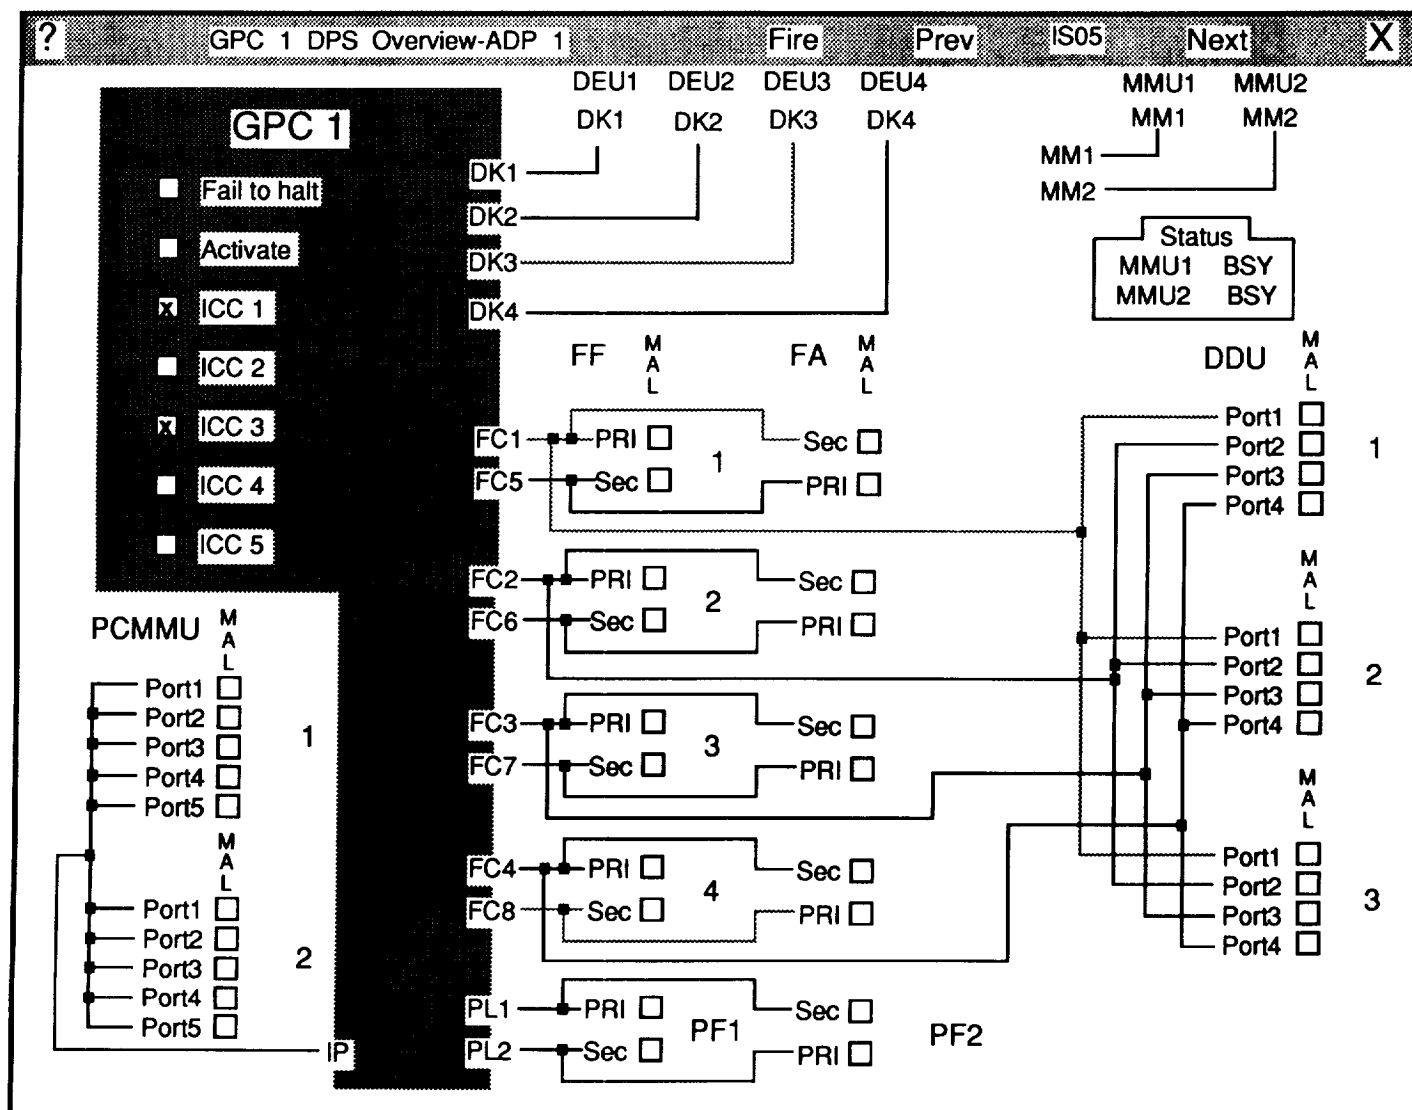 ? GPC 1 DPS Overview-ADP 1 Fire Prev IS05 Next X
DEU1 DEU2 DEU3 DEU4 MMU1 MMU2
DK1 DK2 DK3 DK4 MM1 MM2
GPC 1
Fail to halt
Activate
x ICC 1
ICC 2
x ICC 3
ICC 4
ICC 5
DK1
DK2
DK3
DK4
MM1
MM2
Status
MMU1 BSY
MMU2 BSY
FF MAL FA MAL
FC1 PRI Sec
1
FC5 Sec PRI
FC2 PRI Sec
2
FC6 Sec PRI
FC3 PRI Sec
3
FC7 Sec PRI
FC4 PRI Sec
4
FC8 Sec PRI
PL1 PRI Sec
PF1 PF2
PL2 Sec PRI
DDU MAL
Port1
Port2 1
Port3
Port4
MAL
Port1
Port2 2
Port3
Port4
MAL
Port1
Port2 3
Port3
Port4
PCMMU MAL
Port1
Port2
Port3 1
Port4
Port5
MAL
Port1
Port2
Port3 2
Port4
Port5
IP